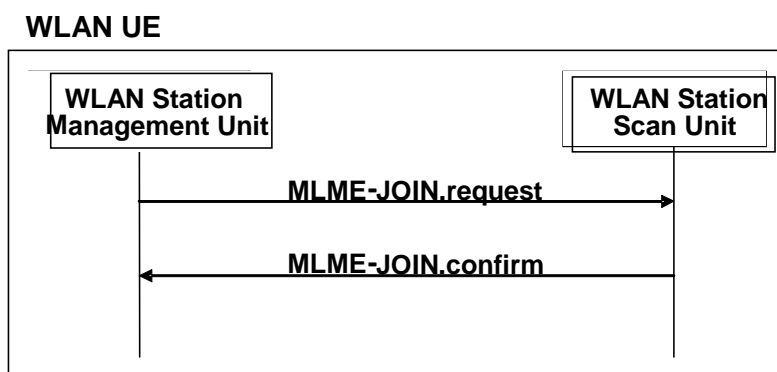 WLAN UE
WLAN Station
Management Unit
WLAN Station
Scan Unit
MLME-JOIN.request
MLME-JOIN.confirm